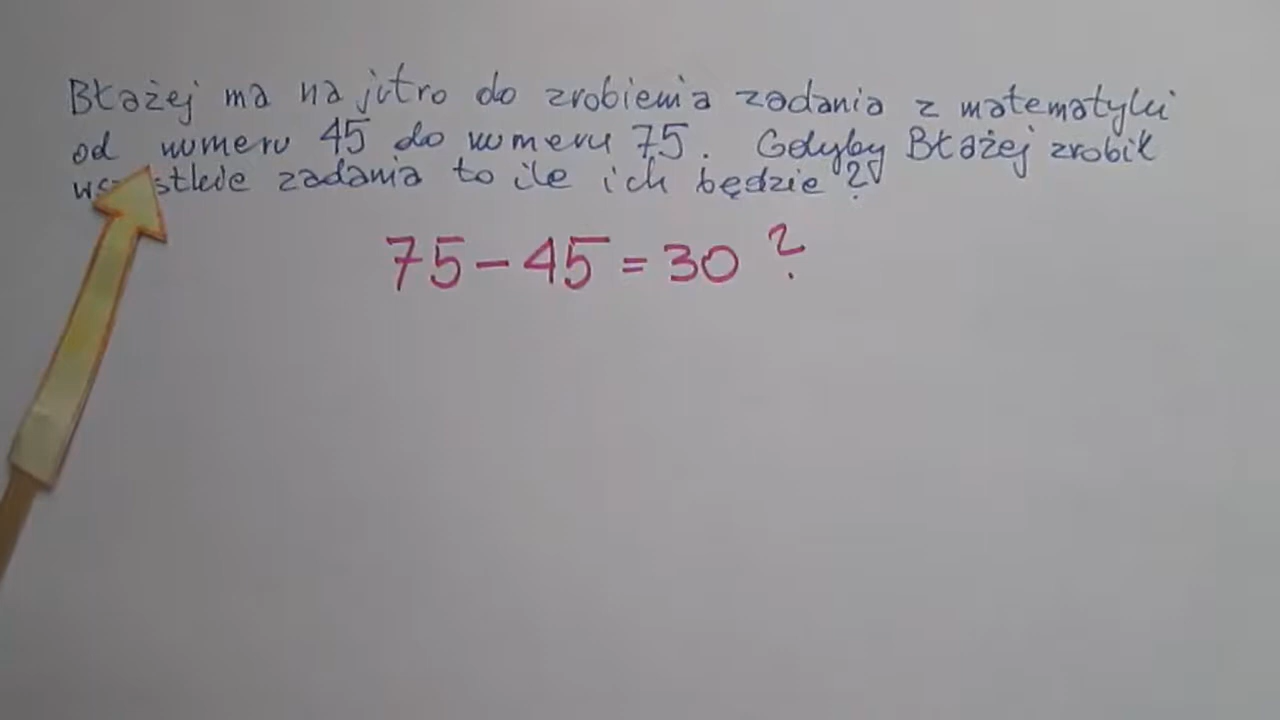 Błażej ma na jutro do zrobienia zadania z matematyki
od numeru 45 do numeru 75. Gdyby Błażej zrobił
zadania to ile ich będzie?
75-45=30 ?